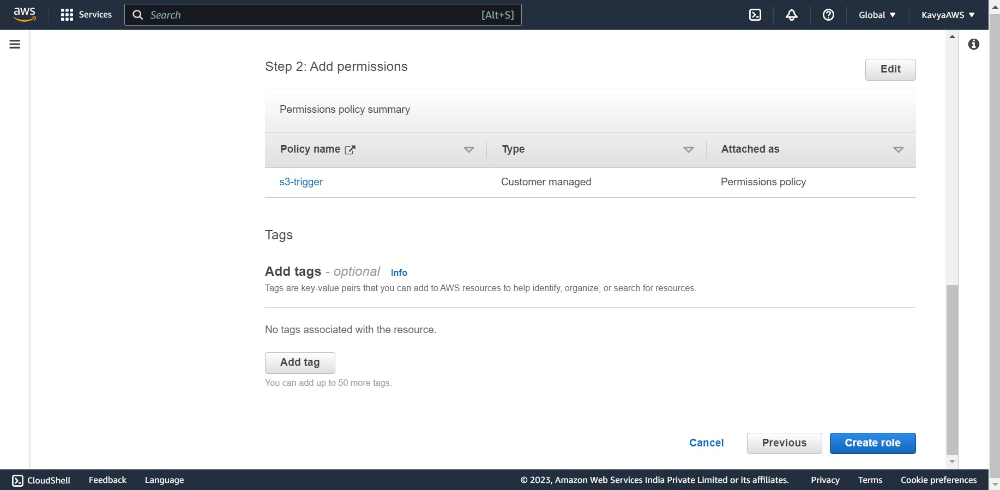 aws Services Search [Alt+S] Global KavyaAWS
Step 2: Add permissions Edit
Permissions policy summary
Policy name Type Attached as
s3-trigger Customer managed Permissions policy
Tags
Add tags - optional Info
Tags are key-value pairs that you can add to AWS resources to help identify, organize, or search for resources.
No tags associated with the resource.
Add tag
You can add up to 50 more tags.
Cancel Previous Create role
CloudShell Feedback Language © 2023, Amazon Web Services India Private Limited or its affiliates. Privacy Terms Cookie preferences